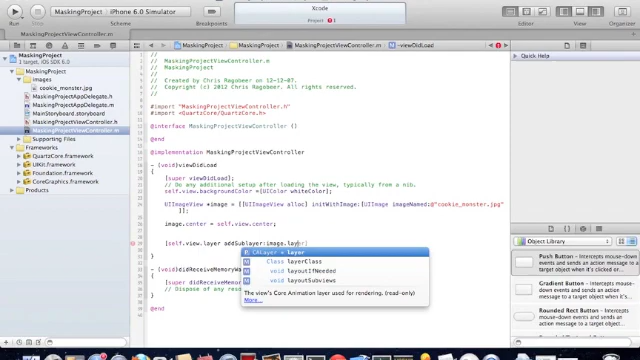 MaskingProject
iPhone 6.0 Simulator
Xcode
Project
1
Run
Stop
Scheme
Breakpoints
Editor
View
Organizer
MaskingProjectViewController.m
MaskingProject
MaskingProject
MaskingProjectViewController.m
-viewDidLoad
MaskingProject
1 target, iOS SDK 6.0
MaskingProject
images
cookie_monster.jpg
MaskingProjectAppDelegate.h
MaskingProjectAppDelegate.m
MainStoryboard.storyboard
MaskingProjectViewController.h
MaskingProjectViewController.m
Supporting Files
Frameworks
QuartzCore.framework
UIKit.framework
Foundation.framework
CoreGraphics.framework
Products
//
// MaskingProjectViewController.m
// MaskingProject
//
// Created by Chris Ragobeer on 12-12-07.
// Copyright (c) 2012 Chris Ragobeer. All rights reserved.
//
#import "MaskingProjectViewController.h"
#import <QuartzCore/QuartzCore.h>
@interface MaskingProjectViewController ()
@end
@implementation MaskingProjectViewController
- (void)viewDidLoad
{
[super viewDidLoad];
// Do any additional setup after loading the view, typically from a nib.
self.view.backgroundColor =[UIColor whiteColor];
UIImageView *image = [[UIImageView alloc] initWithImage:[UIImage imageNamed:@"cookie_monster.jpg"
]];
image.center = self.view.center;
[self.view.layer addSublayer:image.layer]
}
CALayer * layer
Class layerClass
void layoutIfNeeded
void layoutSubviews
The view's Core Animation layer used for rendering. (read-only)
More...
- (void)didReceiveMemoryWa
{
[super didReceiveMemoryWa
// Dispose of any res
}
@end
Quick Help
Object Library
Push Button - Intercepts mouse-down events and sends an action message to a target object when it's clicked or...
Gradient Button - Intercepts mouse-down events and sends an action message to a target object...
Rounded Rect Button - Intercepts mouse-down events and sends an action message to a target object...